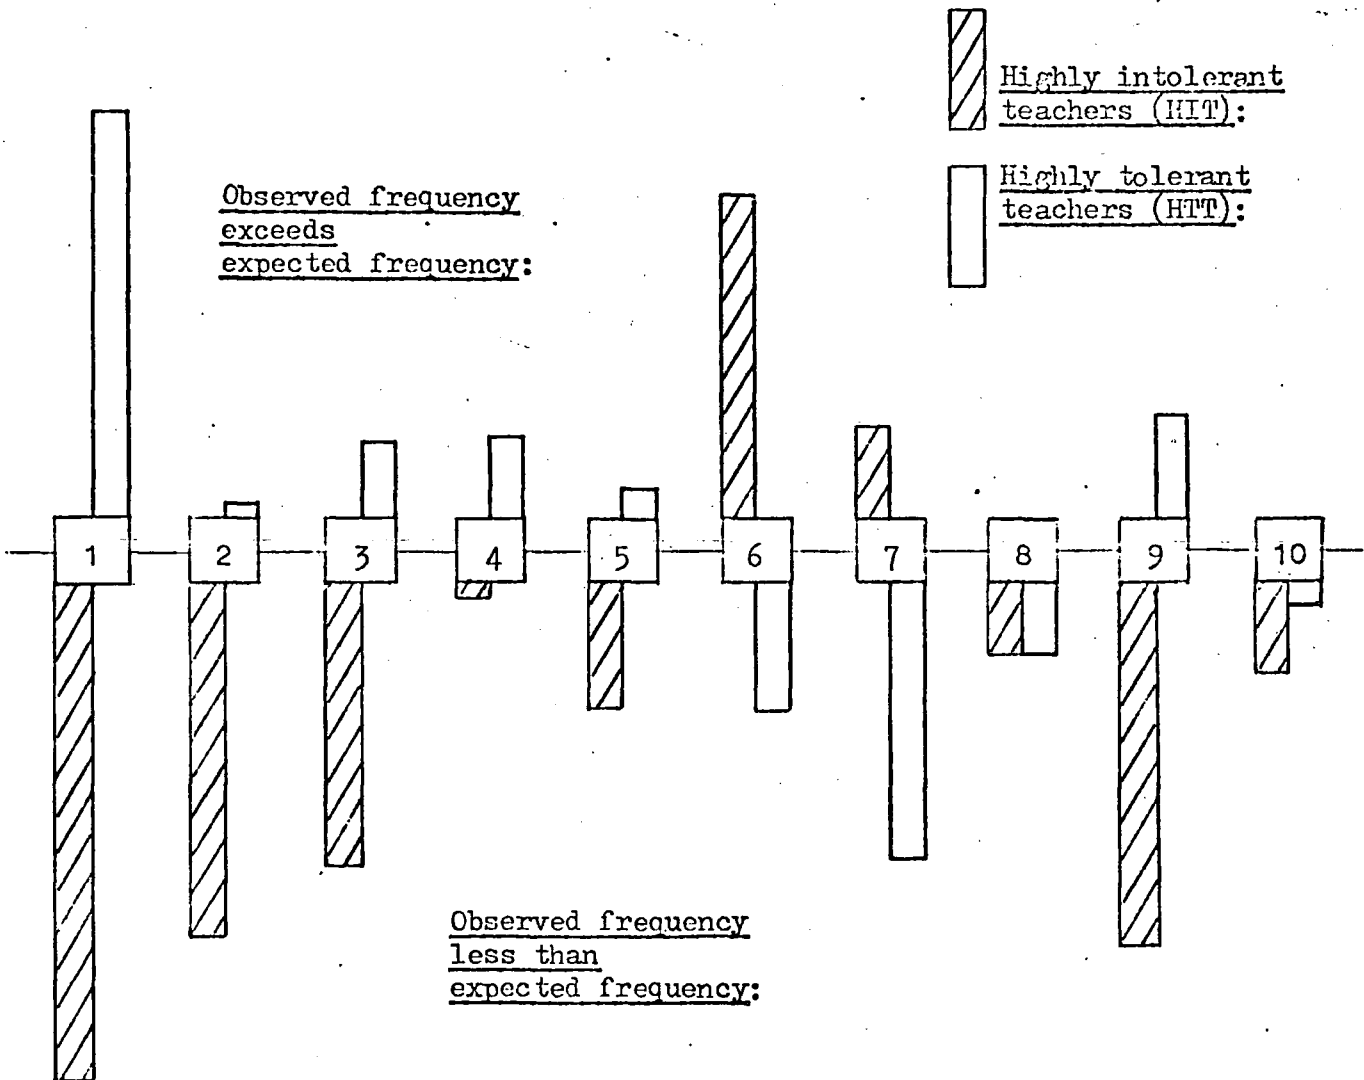 Highly intolerant
teachers (HIT):
Highly tolerant
teachers (HTT):
Observed frequency
exceeds
expected frequency:
1 2 3 4 5 6 7 8 9 10
Observed frequency
less than
expected frequency: